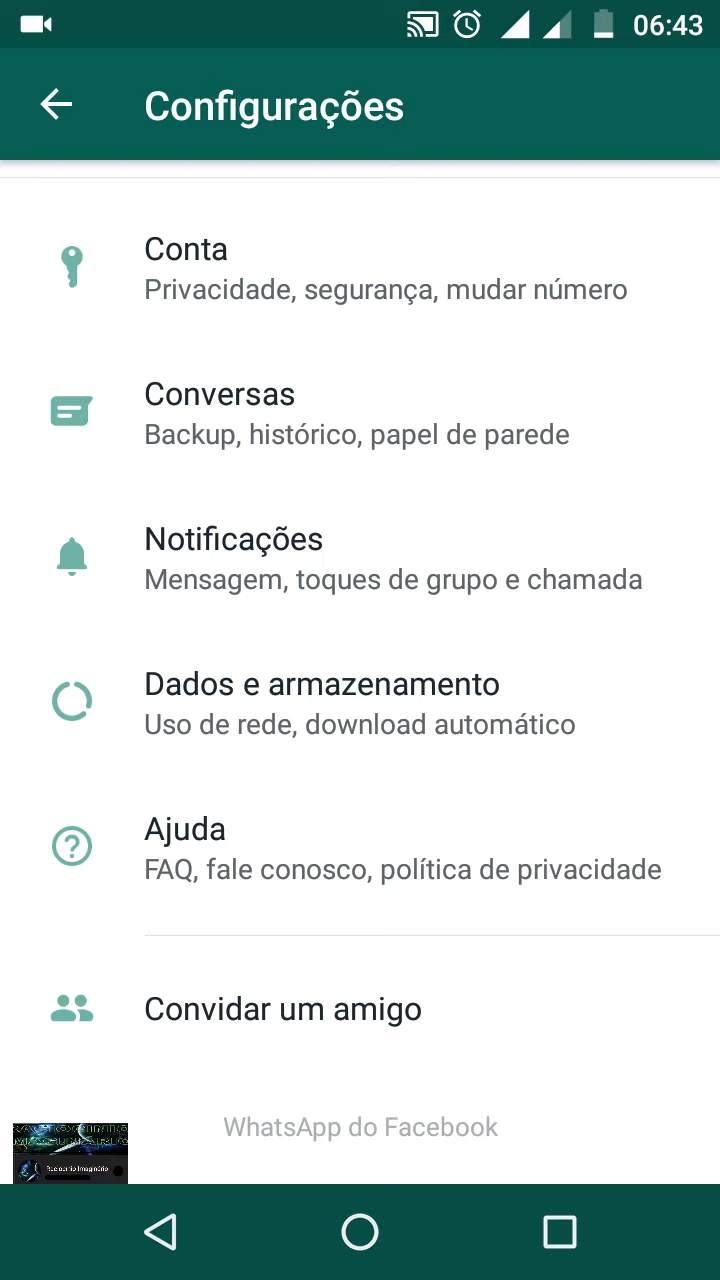 06:43
Configurações
Conta
Privacidade, segurança, mudar número
Conversas
Backup, histórico, papel de parede
Notificações
Mensagem, toques de grupo e chamada
Dados e armazenamento
Uso de rede, download automático
Ajuda
FAQ, fale conosco, política de privacidade
Convidar um amigo
WhatsApp do Facebook
Raciocínio Imaginário